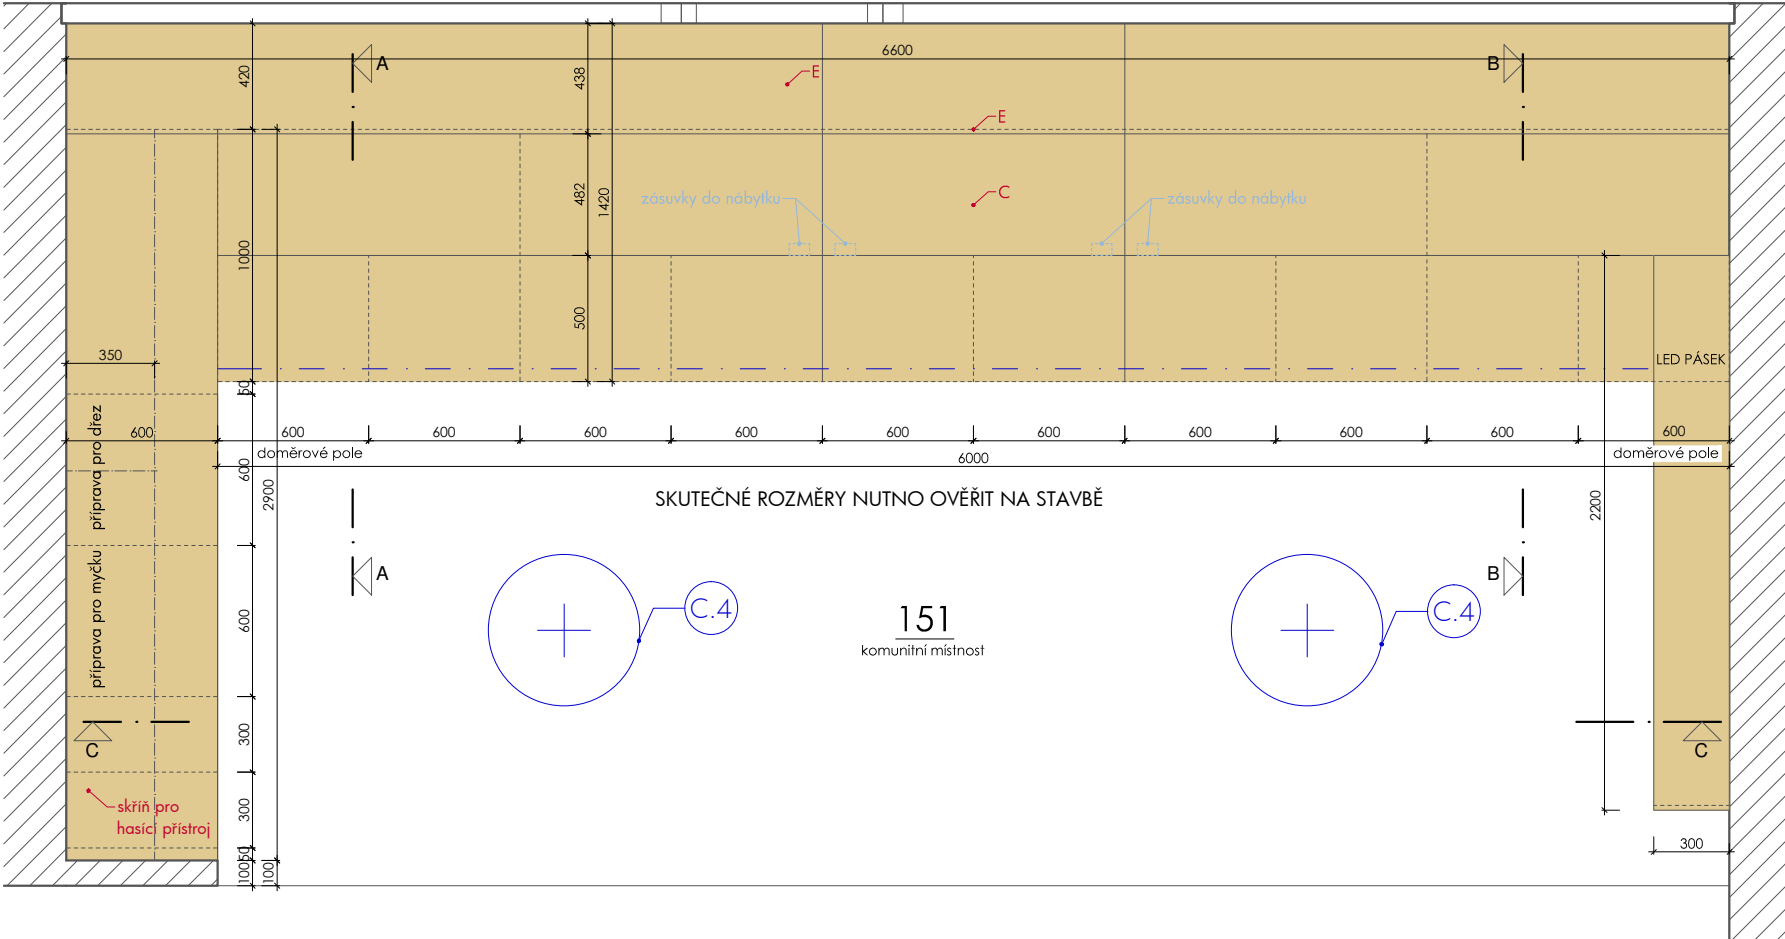 6600
A
B
E
420
438
E
482
1420
zásuvky do nábytku
C
zásuvky do nábytku
1000
500
350
LED PÁSEK
50
příprava pro dřez
600
600
600
600
600
600
600
600
600
600
600
doměrové pole
6000
doměrové pole
600
2900
2200
SKUTEČNÉ ROZMĚRY NUTNO OVĚŘIT NA STAVBĚ
příprava pro myčku
A
B
600
C.4
151
komunitní místnost
C.4
300
C
C
300
skříň pro
hasící přístroj
300
50
100
100